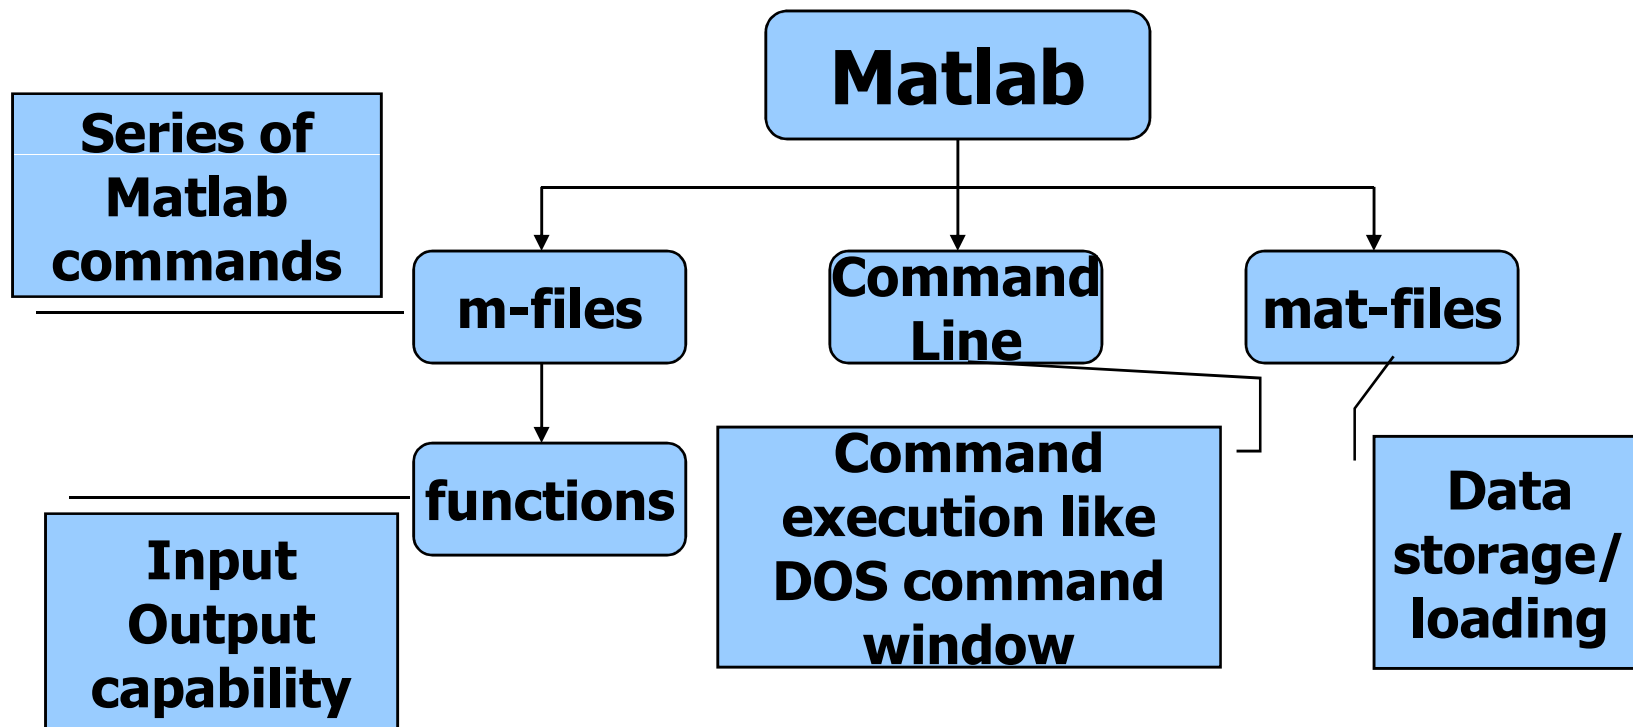 Matlab
Series of
Matlab
commands
m-files
Command
Line
mat-files
functions
Input
Output
capability
Command
execution like
DOS command
window
Data
storage/
loading